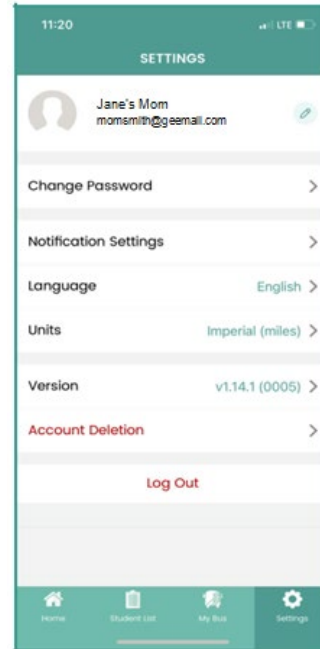 11:20
LTE
SETTINGS
Jane's Mom
momsmith@geemail.com
Change Password
Notification Settings
Language English
Units Imperial (miles)
Version v1.14.1 (0005)
Account Deletion
Log Out
Home Student List My Bus Settings